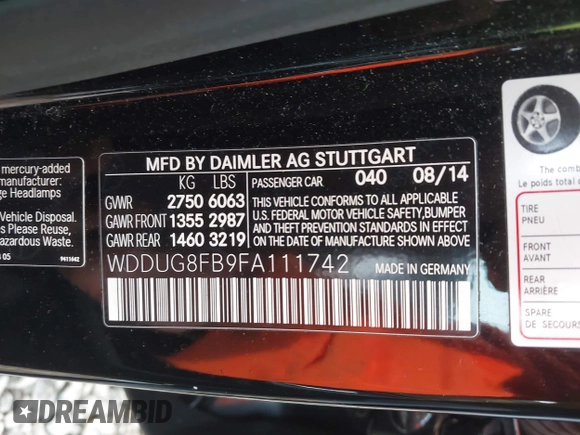 mercury-added
manufacturer:
ge Headlamps
Vehicle Disposal.
s Please Reuse,
azardous Waste.
05
9611642
MFD BY DAIMLER AG STUTTGART
KG LBS
GVWR 2750 6063
GAWR FRONT 1355 2987
GAWR REAR 1460 3219
PASSENGER CAR 040 08/14
THIS VEHICLE CONFORMS TO ALL APPLICABLE
U.S. FEDERAL MOTOR VEHICLE SAFETY, BUMPER
AND THEFT PREVENTION STANDARDS IN EFFECT
ON THE DATE OF MANUFACTURE SHOWN ABOVE.
WDDUG8FB9FA111742 MADE IN GERMANY
The comb
Le poids total
TIRE
PNEU
FRONT
AVANT
REAR
ARRIÈRE
SPARE
DE SECOURS
DREAMBID